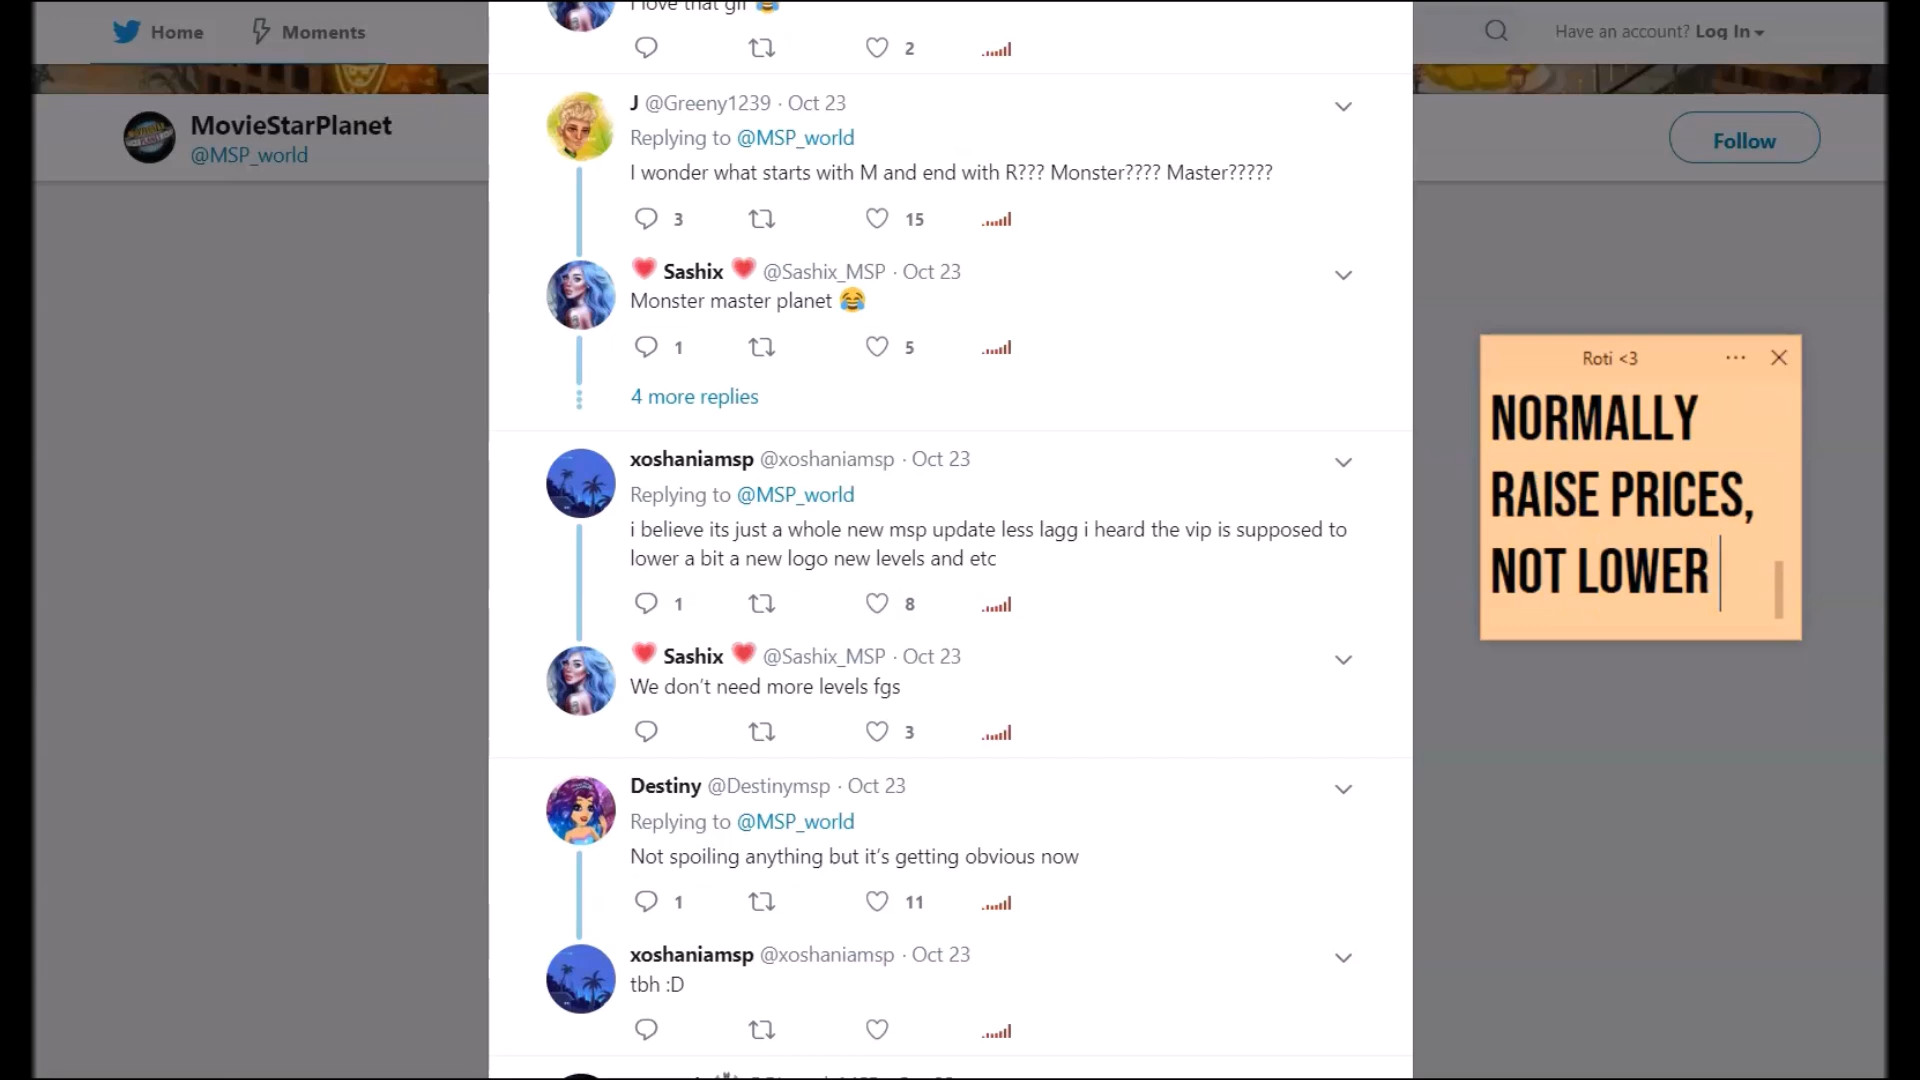 I love that gif 😂
Home
Moments
2
Have an account? Log In
MovieStarPlanet
@MSP_world
Follow
J @Greeny1239 · Oct 23
Replying to @MSP_world
I wonder what starts with M and end with R??? Monster???? Master?????
3
15
❤ Sashix ❤ @Sashix_MSP · Oct 23
Monster master planet 😂
1
5
4 more replies
xoshaniamsp @xoshaniamsp · Oct 23
Replying to @MSP_world
i believe its just a whole new msp update less lagg i heard the vip is supposed to
lower a bit a new logo new levels and etc
1
8
❤ Sashix ❤ @Sashix_MSP · Oct 23
We don't need more levels fgs
3
Destiny @Destinymsp · Oct 23
Replying to @MSP_world
Not spoiling anything but it's getting obvious now
1
11
xoshaniamsp @xoshaniamsp · Oct 23
tbh :D
Roti <3
NORMALLY
RAISE PRICES,
NOT LOWER